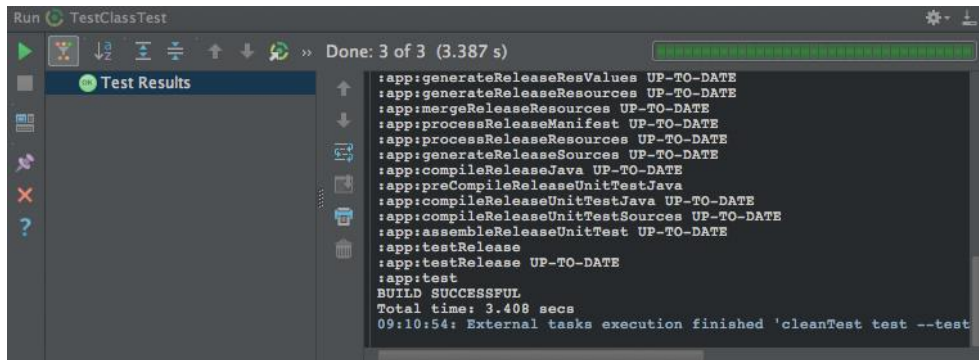 Run TestClassTest
Done: 3 of 3 (3.387 s)
OK Test Results
:app:generateReleaseResValues UP-TO-DATE
:app:generateReleaseResources UP-TO-DATE
:app:mergeReleaseResources UP-TO-DATE
:app:processReleaseManifest UP-TO-DATE
:app:processReleaseResources UP-TO-DATE
:app:generateReleaseSources UP-TO-DATE
:app:compileReleaseJava UP-TO-DATE
:app:preCompileReleaseUnitTestJava
:app:compileReleaseUnitTestJava UP-TO-DATE
:app:compileReleaseUnitTestSources UP-TO-DATE
:app:assembleReleaseUnitTest UP-TO-DATE
:app:testRelease
:app:testRelease UP-TO-DATE
:app:test
BUILD SUCCESSFUL
Total time: 3.408 secs
09:10:54: External tasks execution finished 'cleanTest test --test